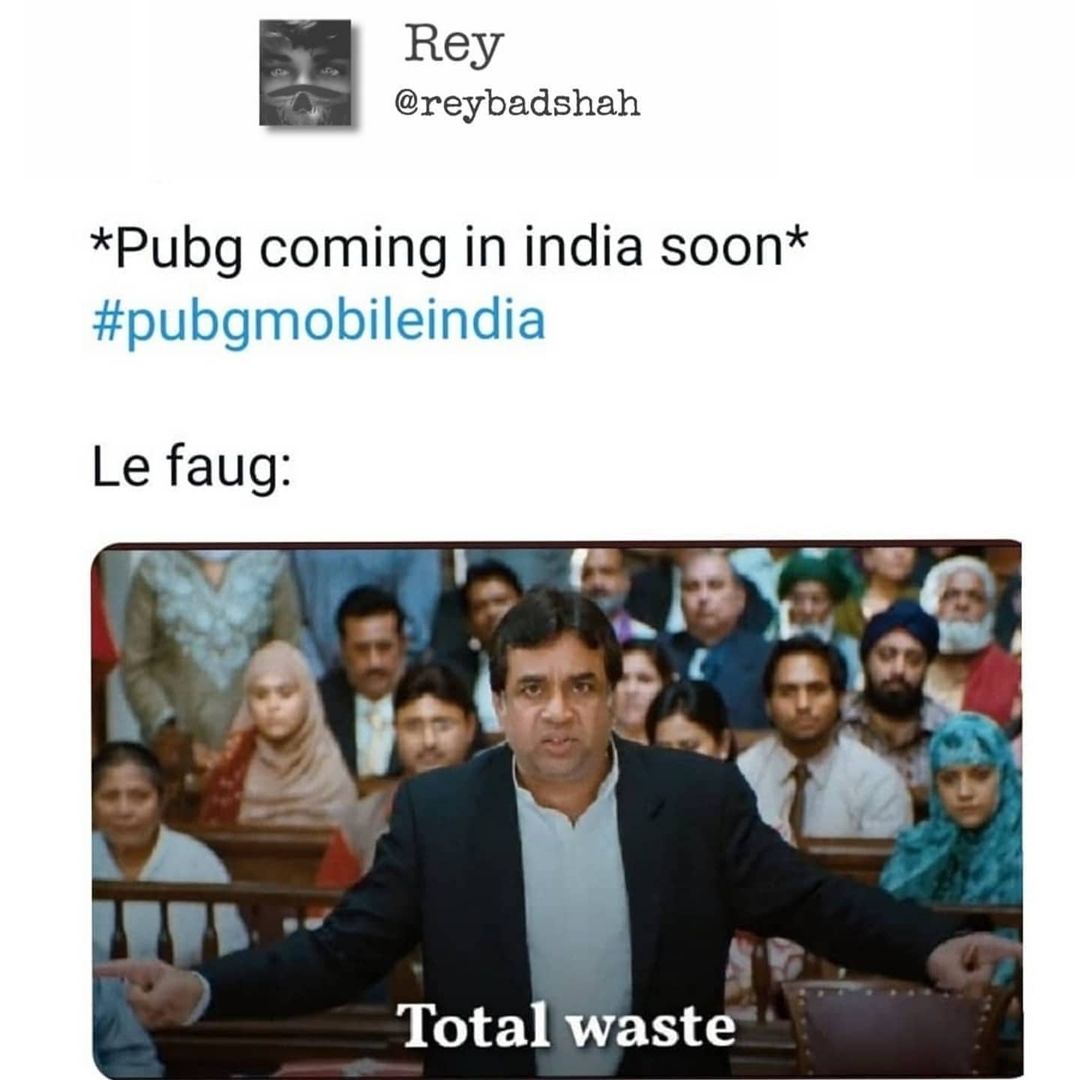 Rey
@reybadshah
*Pubg coming in india soon*
#pubgmobileindia
Le faug:
Total waste